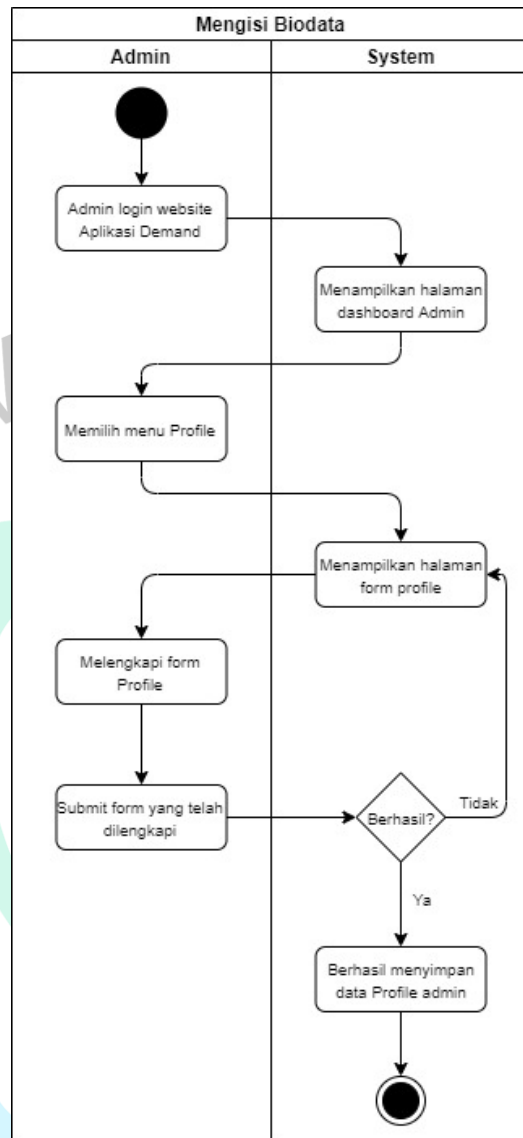 Mengisi Biodata
Admin
System
Admin login website
Aplikasi Demand
Menampilkan halaman
dashboard Admin
Memilih menu Profile
Menampilkan halaman
form profile
Melengkapi form
Profile
Submit form yang telah
dilengkapi
Berhasil?
Tidak
Ya
Berhasil menyimpan
data Profile admin